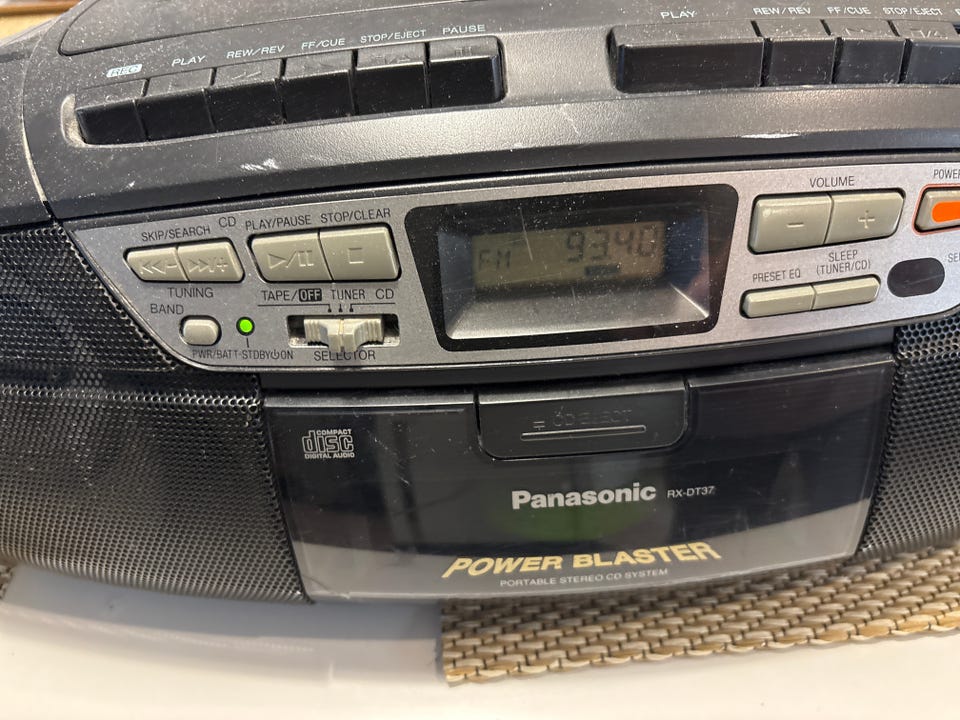 REC PLAY REW/REV FF/CUE STOP/EJECT PAUSE
PLAY REW/REV FF/CUE STOP/EJECT
SKIP/SEARCH CD PLAY/PAUSE STOP/CLEAR
TUNING
BAND
TAPE/OFF TUNER CD
PWR/BATT-STDBY⏻ON
SELECTOR
FM 93.40
VOLUME
− +
PRESET EQ
SLEEP
(TUNER/CD)
POWER
COMPACT
disc
DIGITAL AUDIO
CD EJECT
Panasonic RX-DT37
POWER BLASTER
PORTABLE STEREO CD SYSTEM